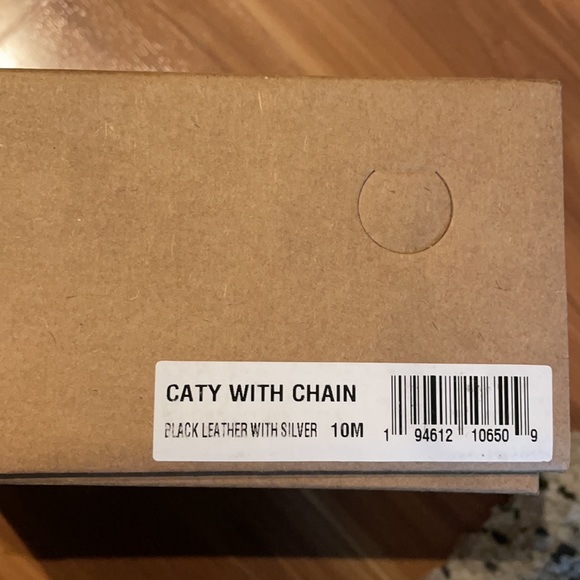 CATY WITH CHAIN
BLACK LEATHER WITH SILVER 10M
1 94612 10650 9